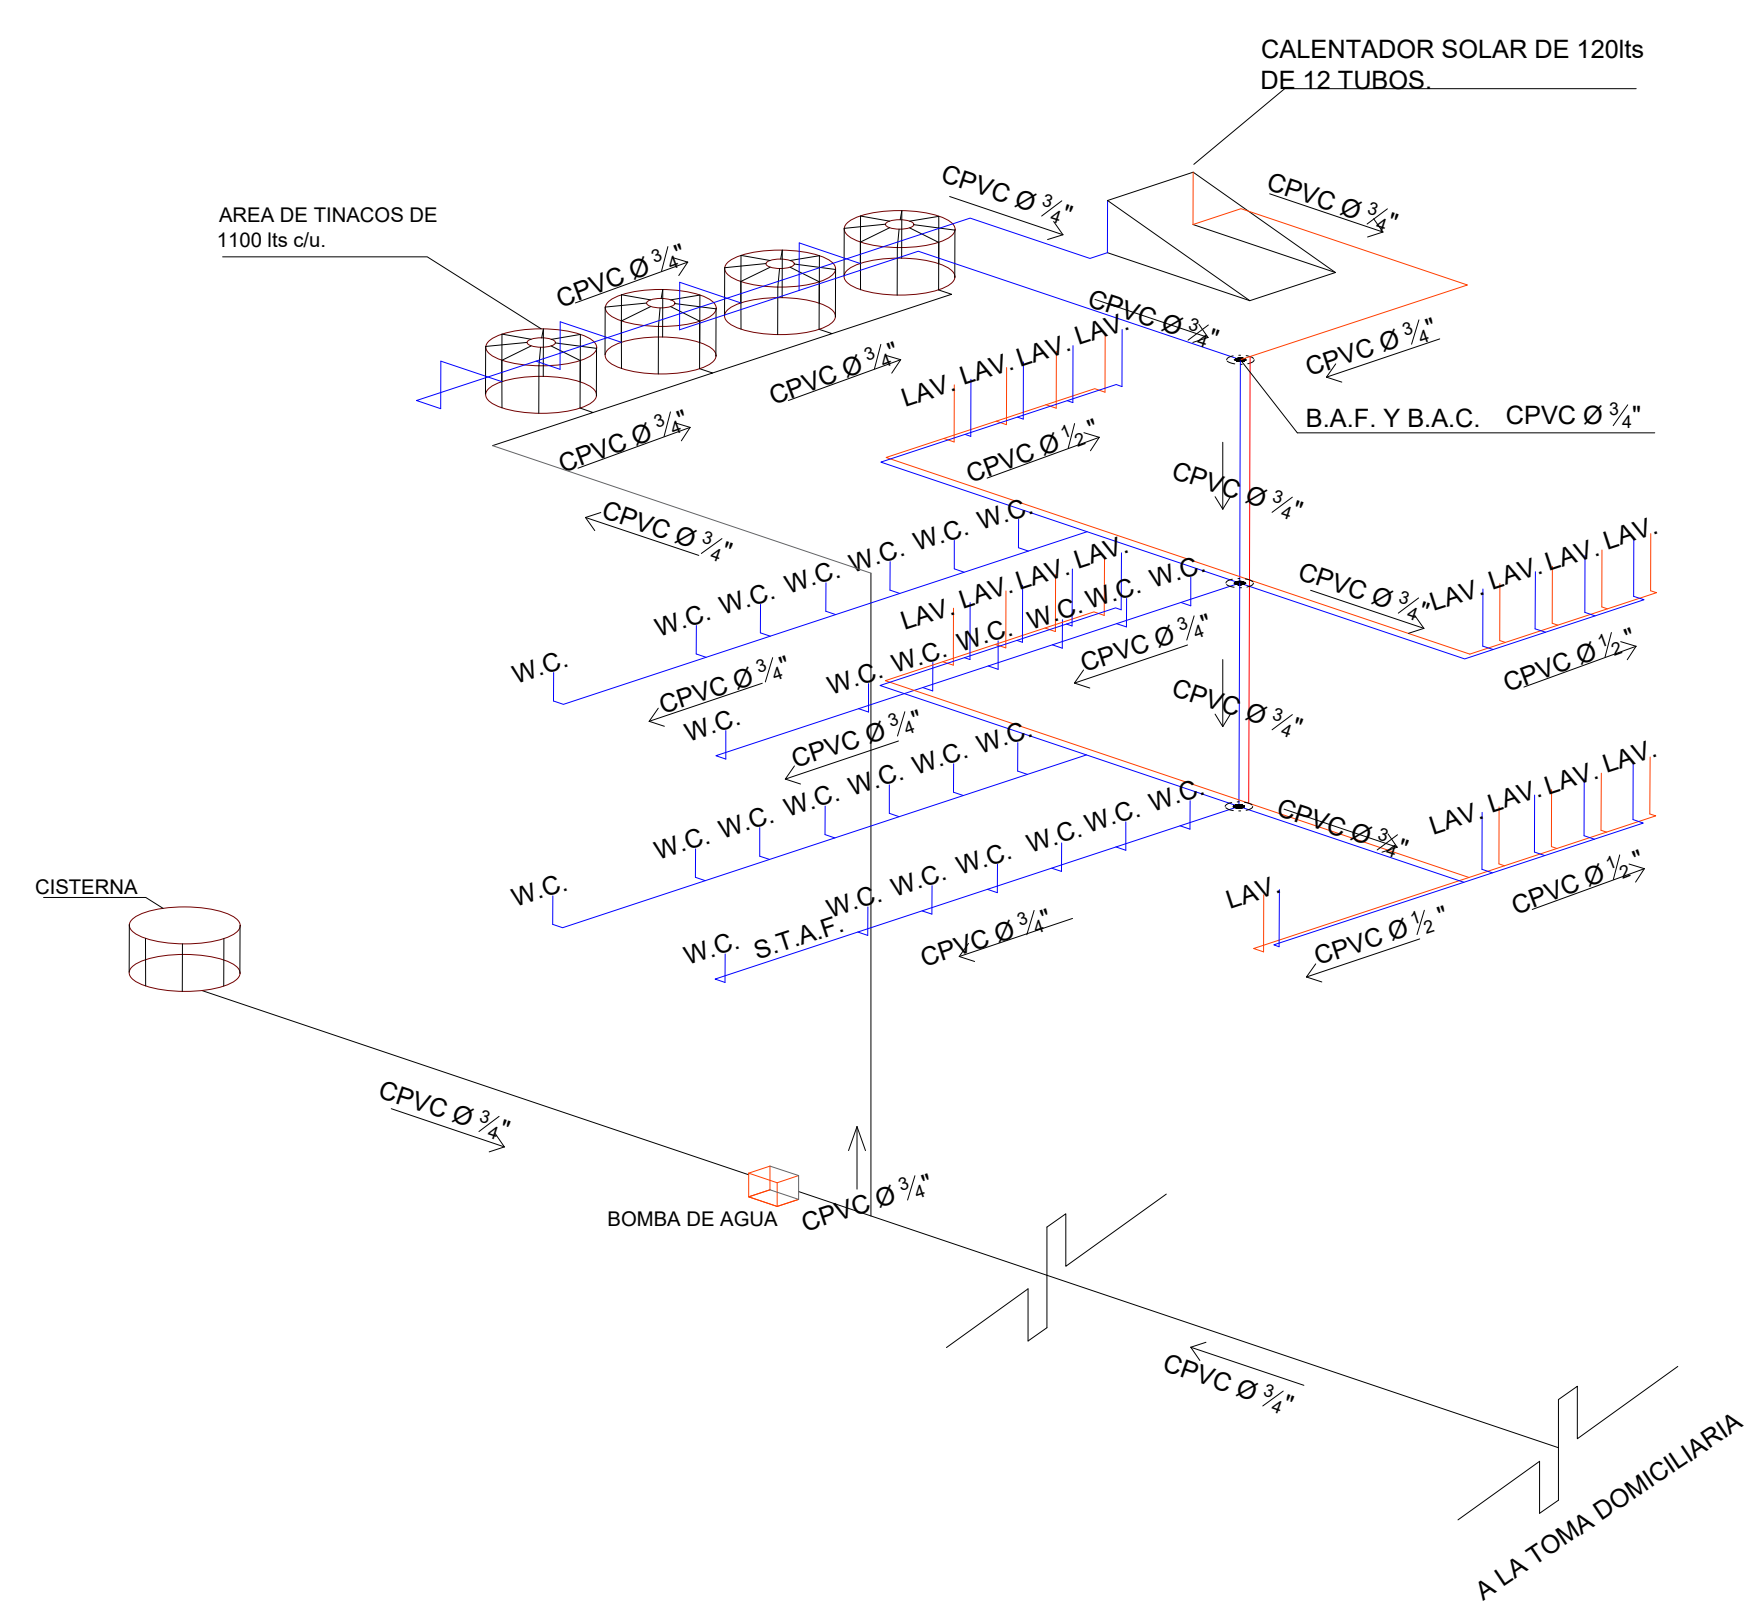 CALENTADOR SOLAR DE 120lts
DE 12 TUBOS.
CPVC Ø 3/4"
CPVC Ø 3/4"
AREA DE TINACOS DE
1100 lts c/u.
CPVC Ø 3/4"
CPVC Ø 3/4"
CPVC Ø 3/4"
CPVC Ø 3/4"
LAV. LAV. LAV. LAV.
B.A.F. Y B.A.C. CPVC Ø 3/4"
CPVC Ø 3/4"
CPVC Ø 1/2"
CPVC Ø 3/4"
CPVC Ø 3/4"
W.C. W.C. W.C. W.C. W.C. W.C. W.C.
LAV. LAV. LAV. LAV.
CPVC Ø 3/4"
LAV. LAV. LAV. LAV.
CPVC Ø 1/2"
W.C. W.C. W.C. W.C. W.C. W.C. W.C.
CPVC Ø 3/4"
CPVC Ø 3/4"
CPVC Ø 3/4"
CPVC Ø 3/4"
W.C. W.C. W.C. W.C. W.C. W.C. W.C.
CPVC Ø 3/4"
LAV. LAV. LAV. LAV.
CPVC Ø 1/2"
W.C. S.T.A.F. W.C. W.C. W.C. W.C. W.C. W.C.
CPVC Ø 3/4"
LAV.
CPVC Ø 1/2"
CISTERNA
CPVC Ø 3/4"
BOMBA DE AGUA
CPVC Ø 3/4"
CPVC Ø 3/4"
A LA TOMA DOMICILIARIA